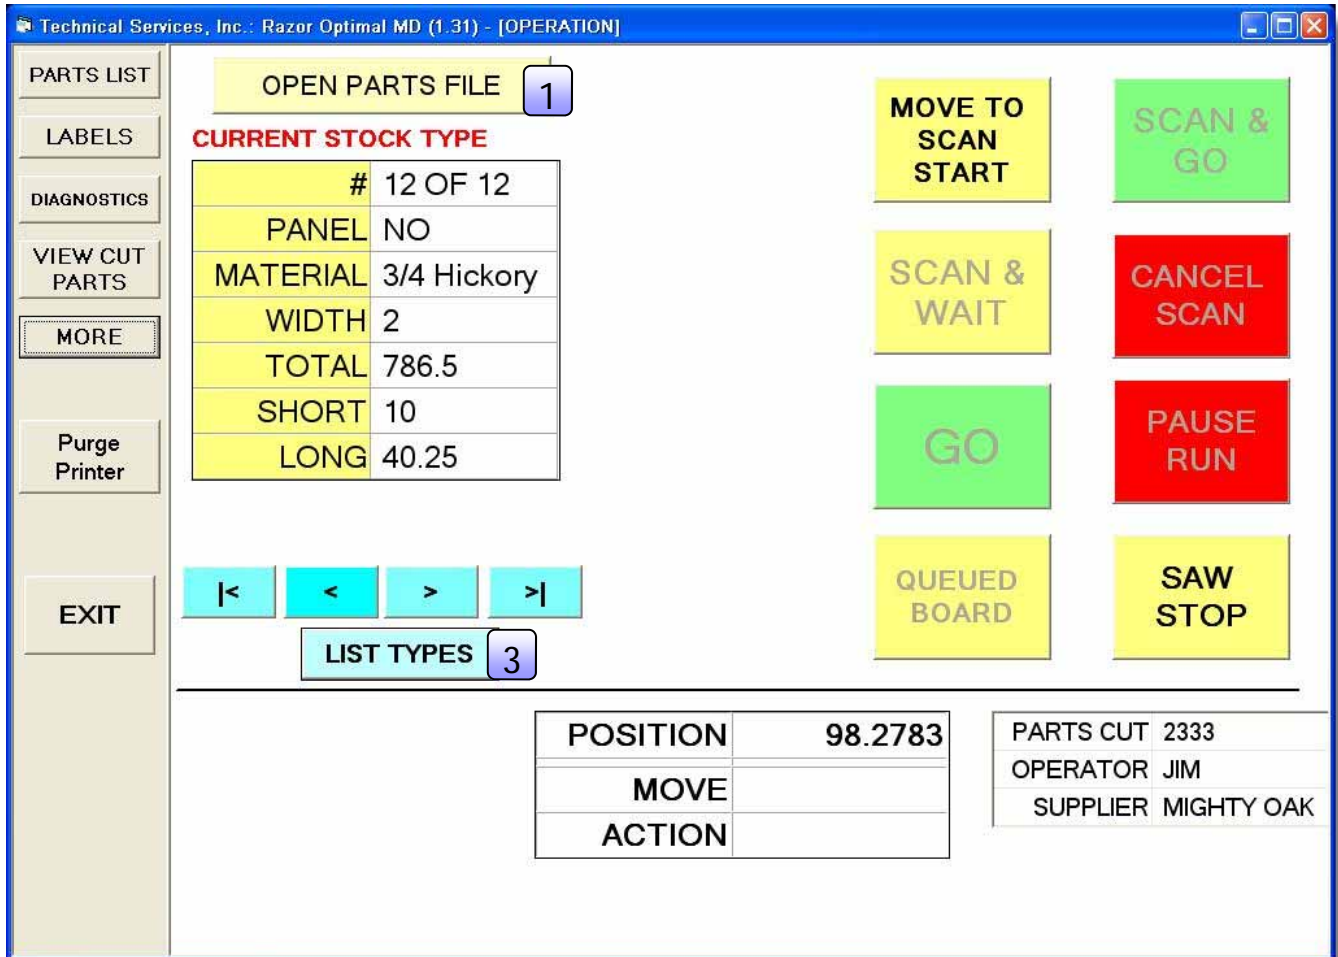 Technical Services, Inc.: Razor Optimal MD (1.31) - [OPERATION]
PARTS LIST
LABELS
DIAGNOSTICS
VIEW CUT
PARTS
MORE
Purge
Printer
EXIT
OPEN PARTS FILE
1
CURRENT STOCK TYPE
# 12 OF 12
PANEL NO
MATERIAL 3/4 Hickory
WIDTH 2
TOTAL 786.5
SHORT 10
LONG 40.25
|< < > >|
LIST TYPES
3
MOVE TO
SCAN
START
SCAN &
GO
SCAN &
WAIT
CANCEL
SCAN
GO
PAUSE
RUN
QUEUED
BOARD
SAW
STOP
POSITION 98.2783
MOVE
ACTION
PARTS CUT 2333
OPERATOR JIM
SUPPLIER MIGHTY OAK